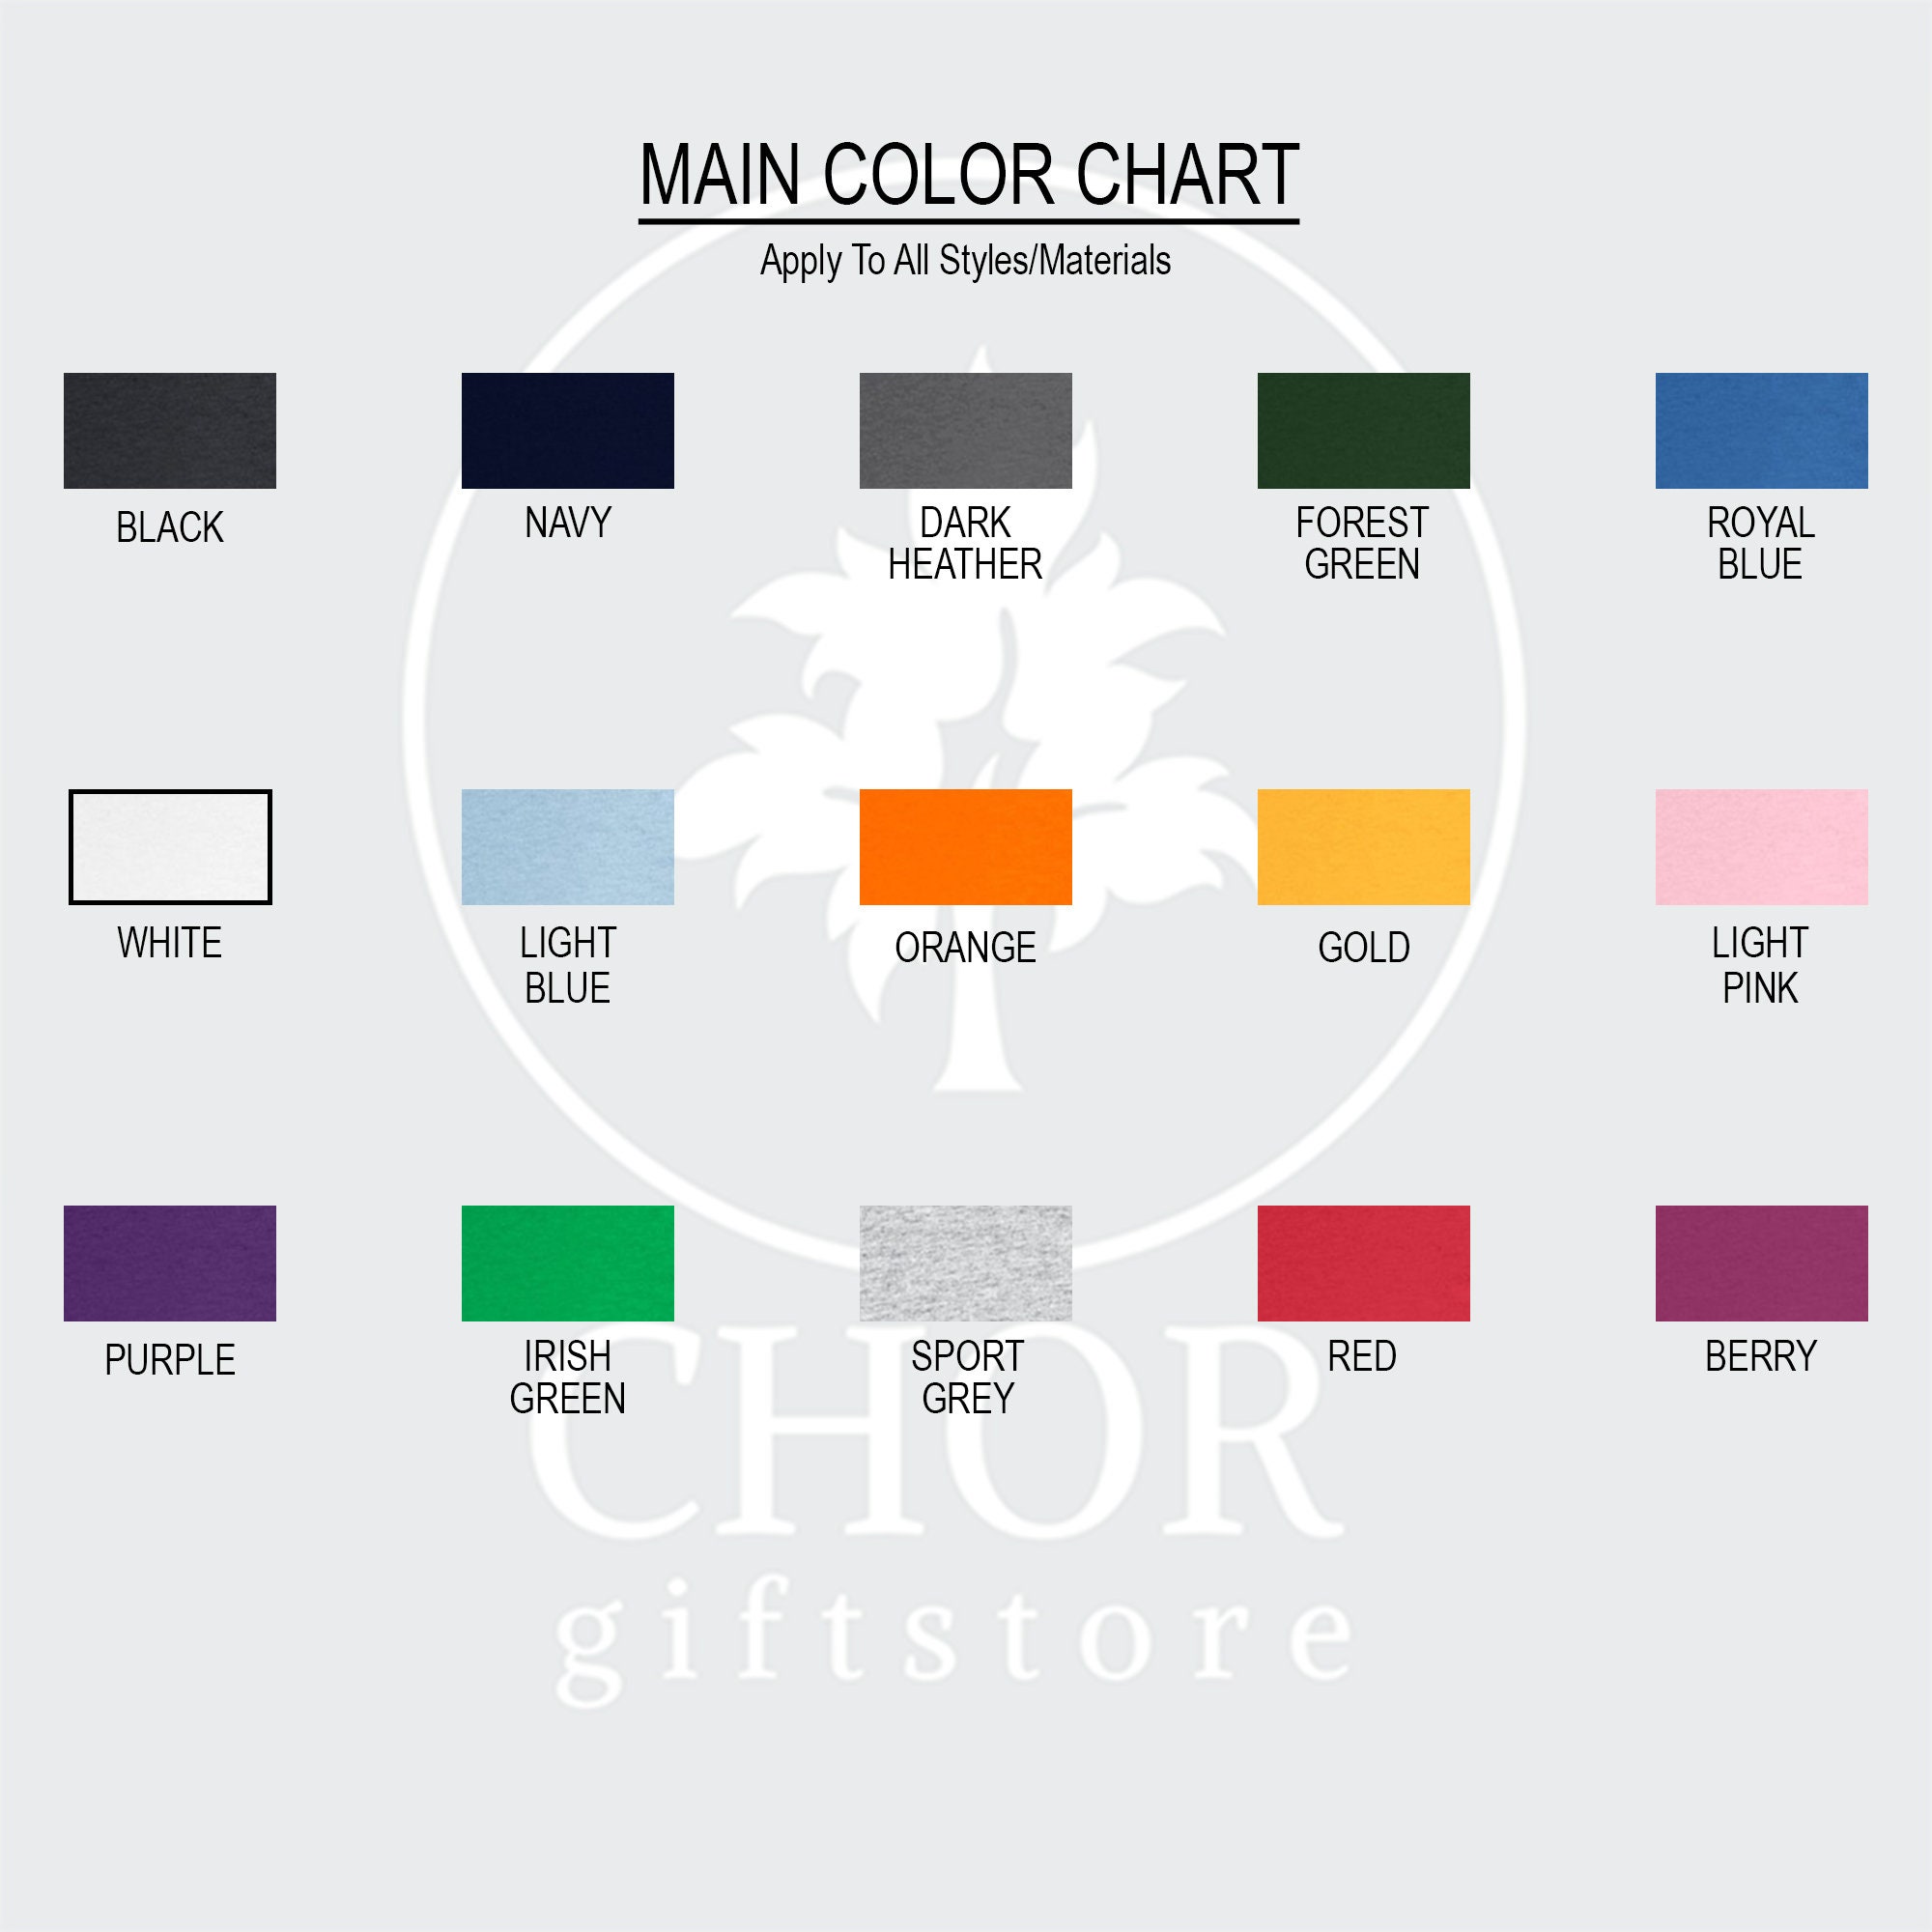 MAIN COLOR CHART
Apply To All Styles/Materials
BLACK
NAVY
DARK
HEATHER
FOREST
GREEN
ROYAL
BLUE
WHITE
LIGHT
BLUE
ORANGE
GOLD
LIGHT
PINK
PURPLE
IRISH
GREEN
SPORT
GREY
RED
BERRY
CHOR
giftstore